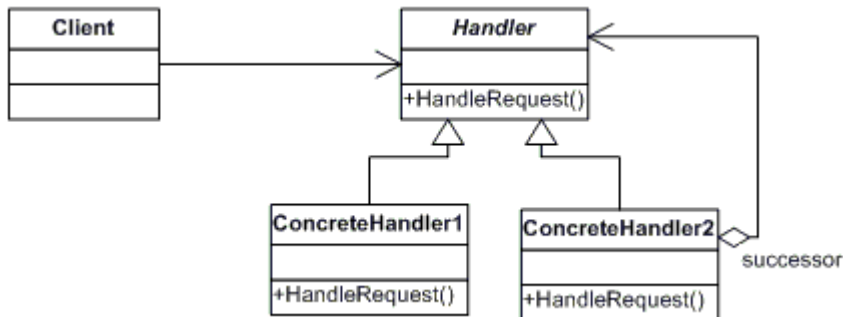 Client
Handler
+HandleRequest()
ConcreteHandler1
+HandleRequest()
ConcreteHandler2
+HandleRequest()
successor